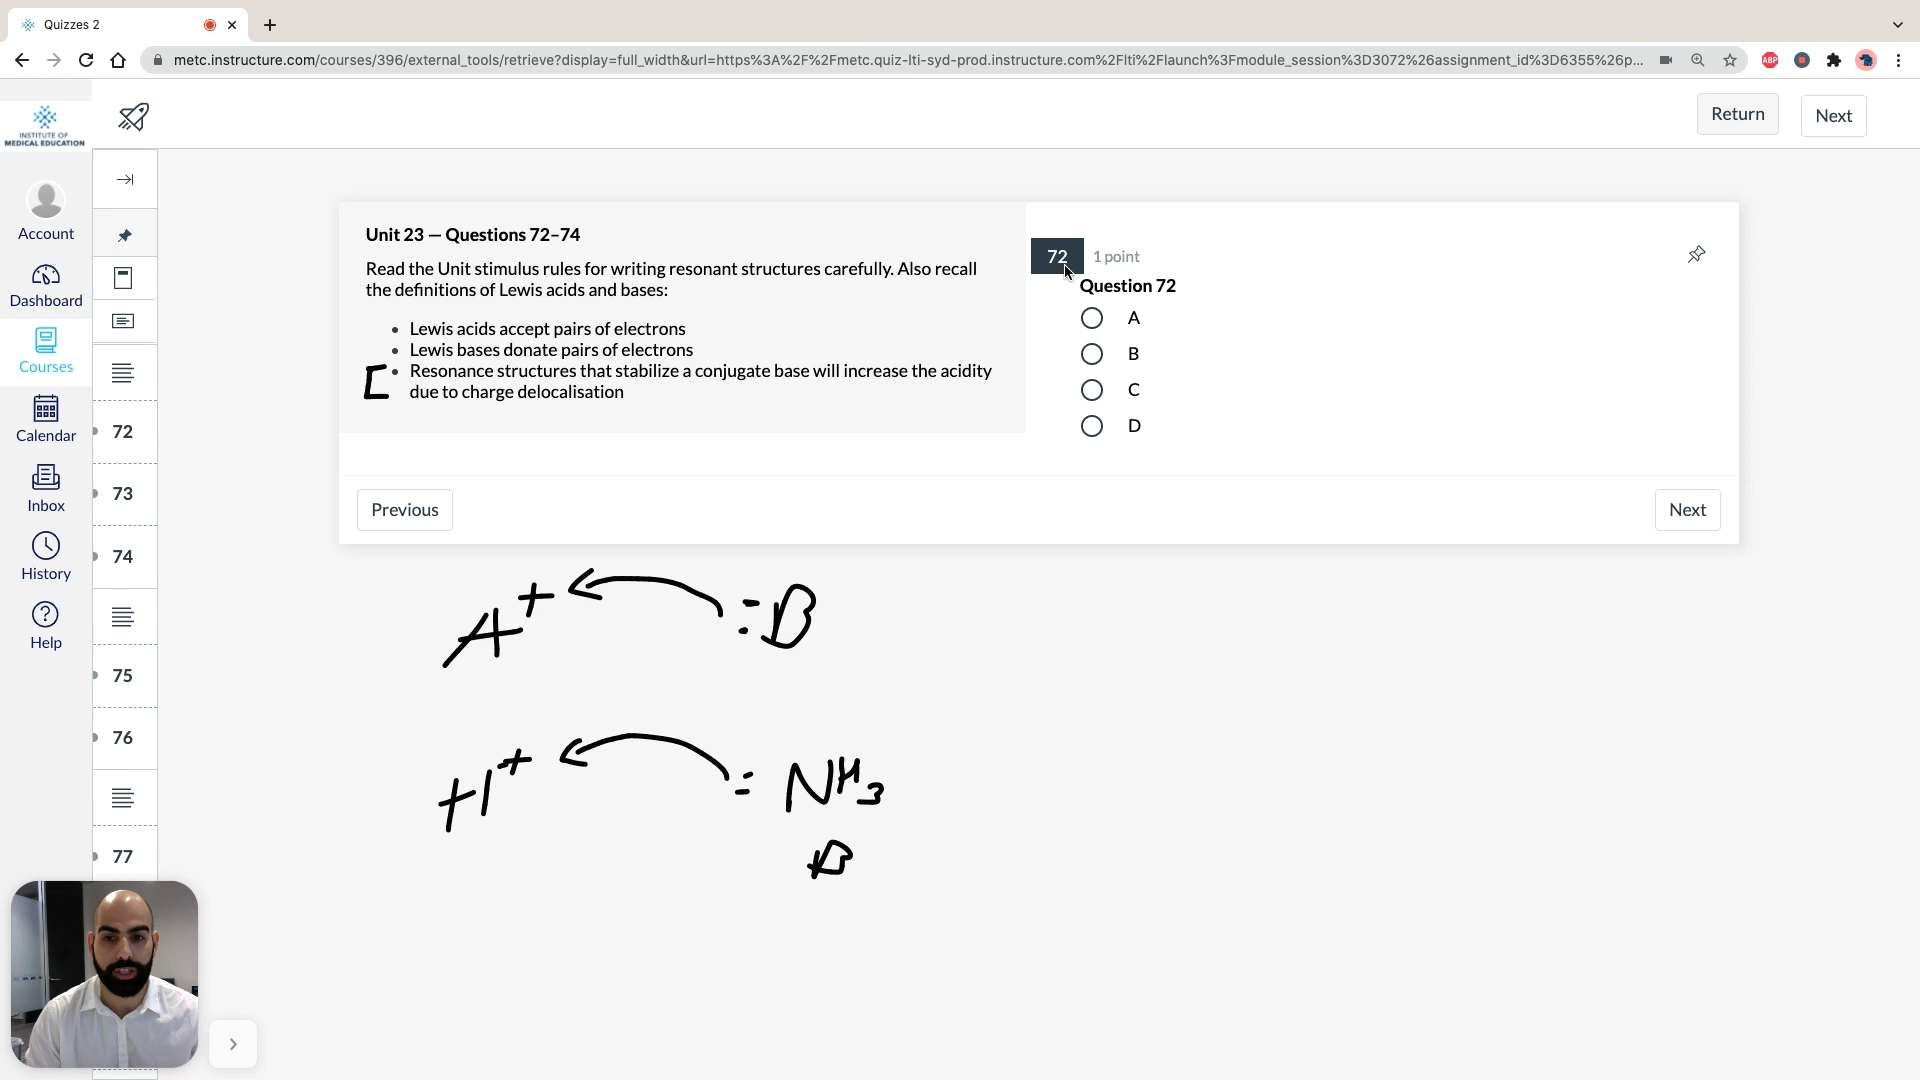 Quizzes 2
metc.instructure.com/courses/396/external_tools/retrieve?display=full_width&url=https%3A%2F%2Fmetc.quiz-lti-syd-prod.instructure.com%2Flti%2Flaunch%3Fmodule_session%3D3072%26assignment_id%3D6355%26p...
ABP
INSTITUTE OF
MEDICAL EDUCATION
Return
Next
Account
Dashboard
Courses
Calendar
Inbox
History
Help
72
73
74
75
76
77
Unit 23 — Questions 72–74
Read the Unit stimulus rules for writing resonant structures carefully. Also recall
the definitions of Lewis acids and bases:
• Lewis acids accept pairs of electrons
• Lewis bases donate pairs of electrons
• Resonance structures that stabilize a conjugate base will increase the acidity
due to charge delocalisation
72
1 point
Question 72
A
B
C
D
Previous
Next
A+ :B
H+ : NH3
B